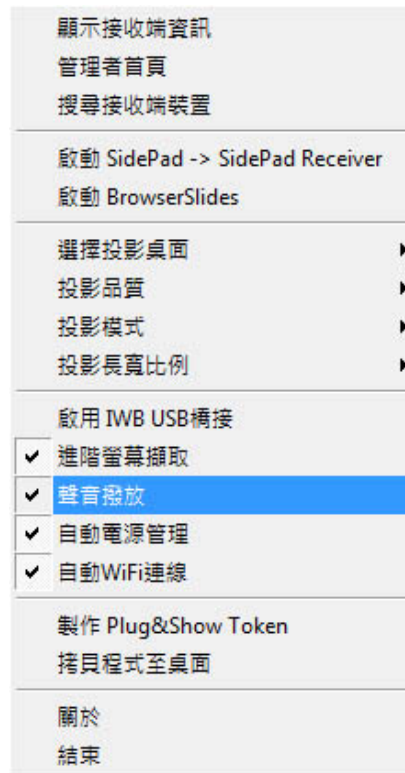 顯示接收端資訊
管理者首頁
搜尋接收端裝置
啟動 SidePad -> SidePad Receiver
啟動 BrowserSlides
選擇投影桌面
投影品質
投影模式
投影長寬比例
啟用 IWB USB橋接
進階螢幕擷取
聲音撥放
自動電源管理
自動WiFi連線
製作 Plug&Show Token
拷貝程式至桌面
關於
結束